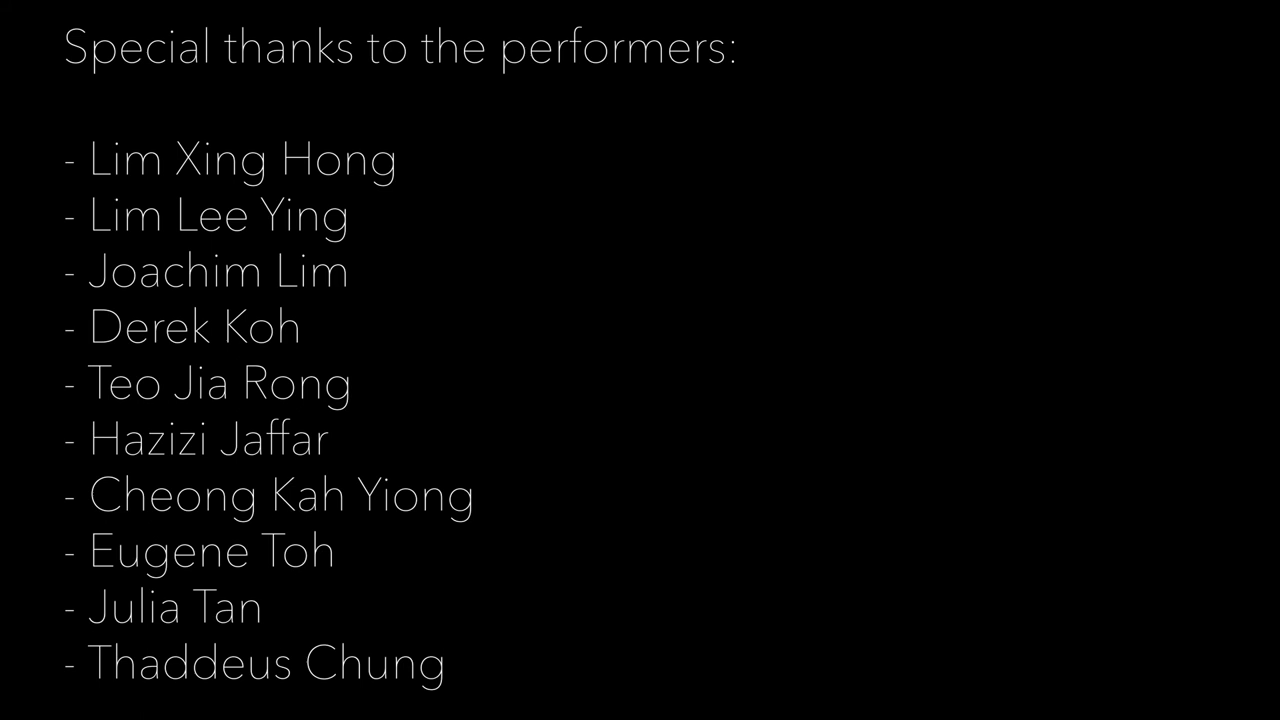 Special thanks to the performers:
- Lim Xing Hong
- Lim Lee Ying
- Joachim Lim
- Derek Koh
- Teo Jia Rong
- Hazizi Jaffar
- Cheong Kah Yiong
- Eugene Toh
- Julia Tan
- Thaddeus Chung